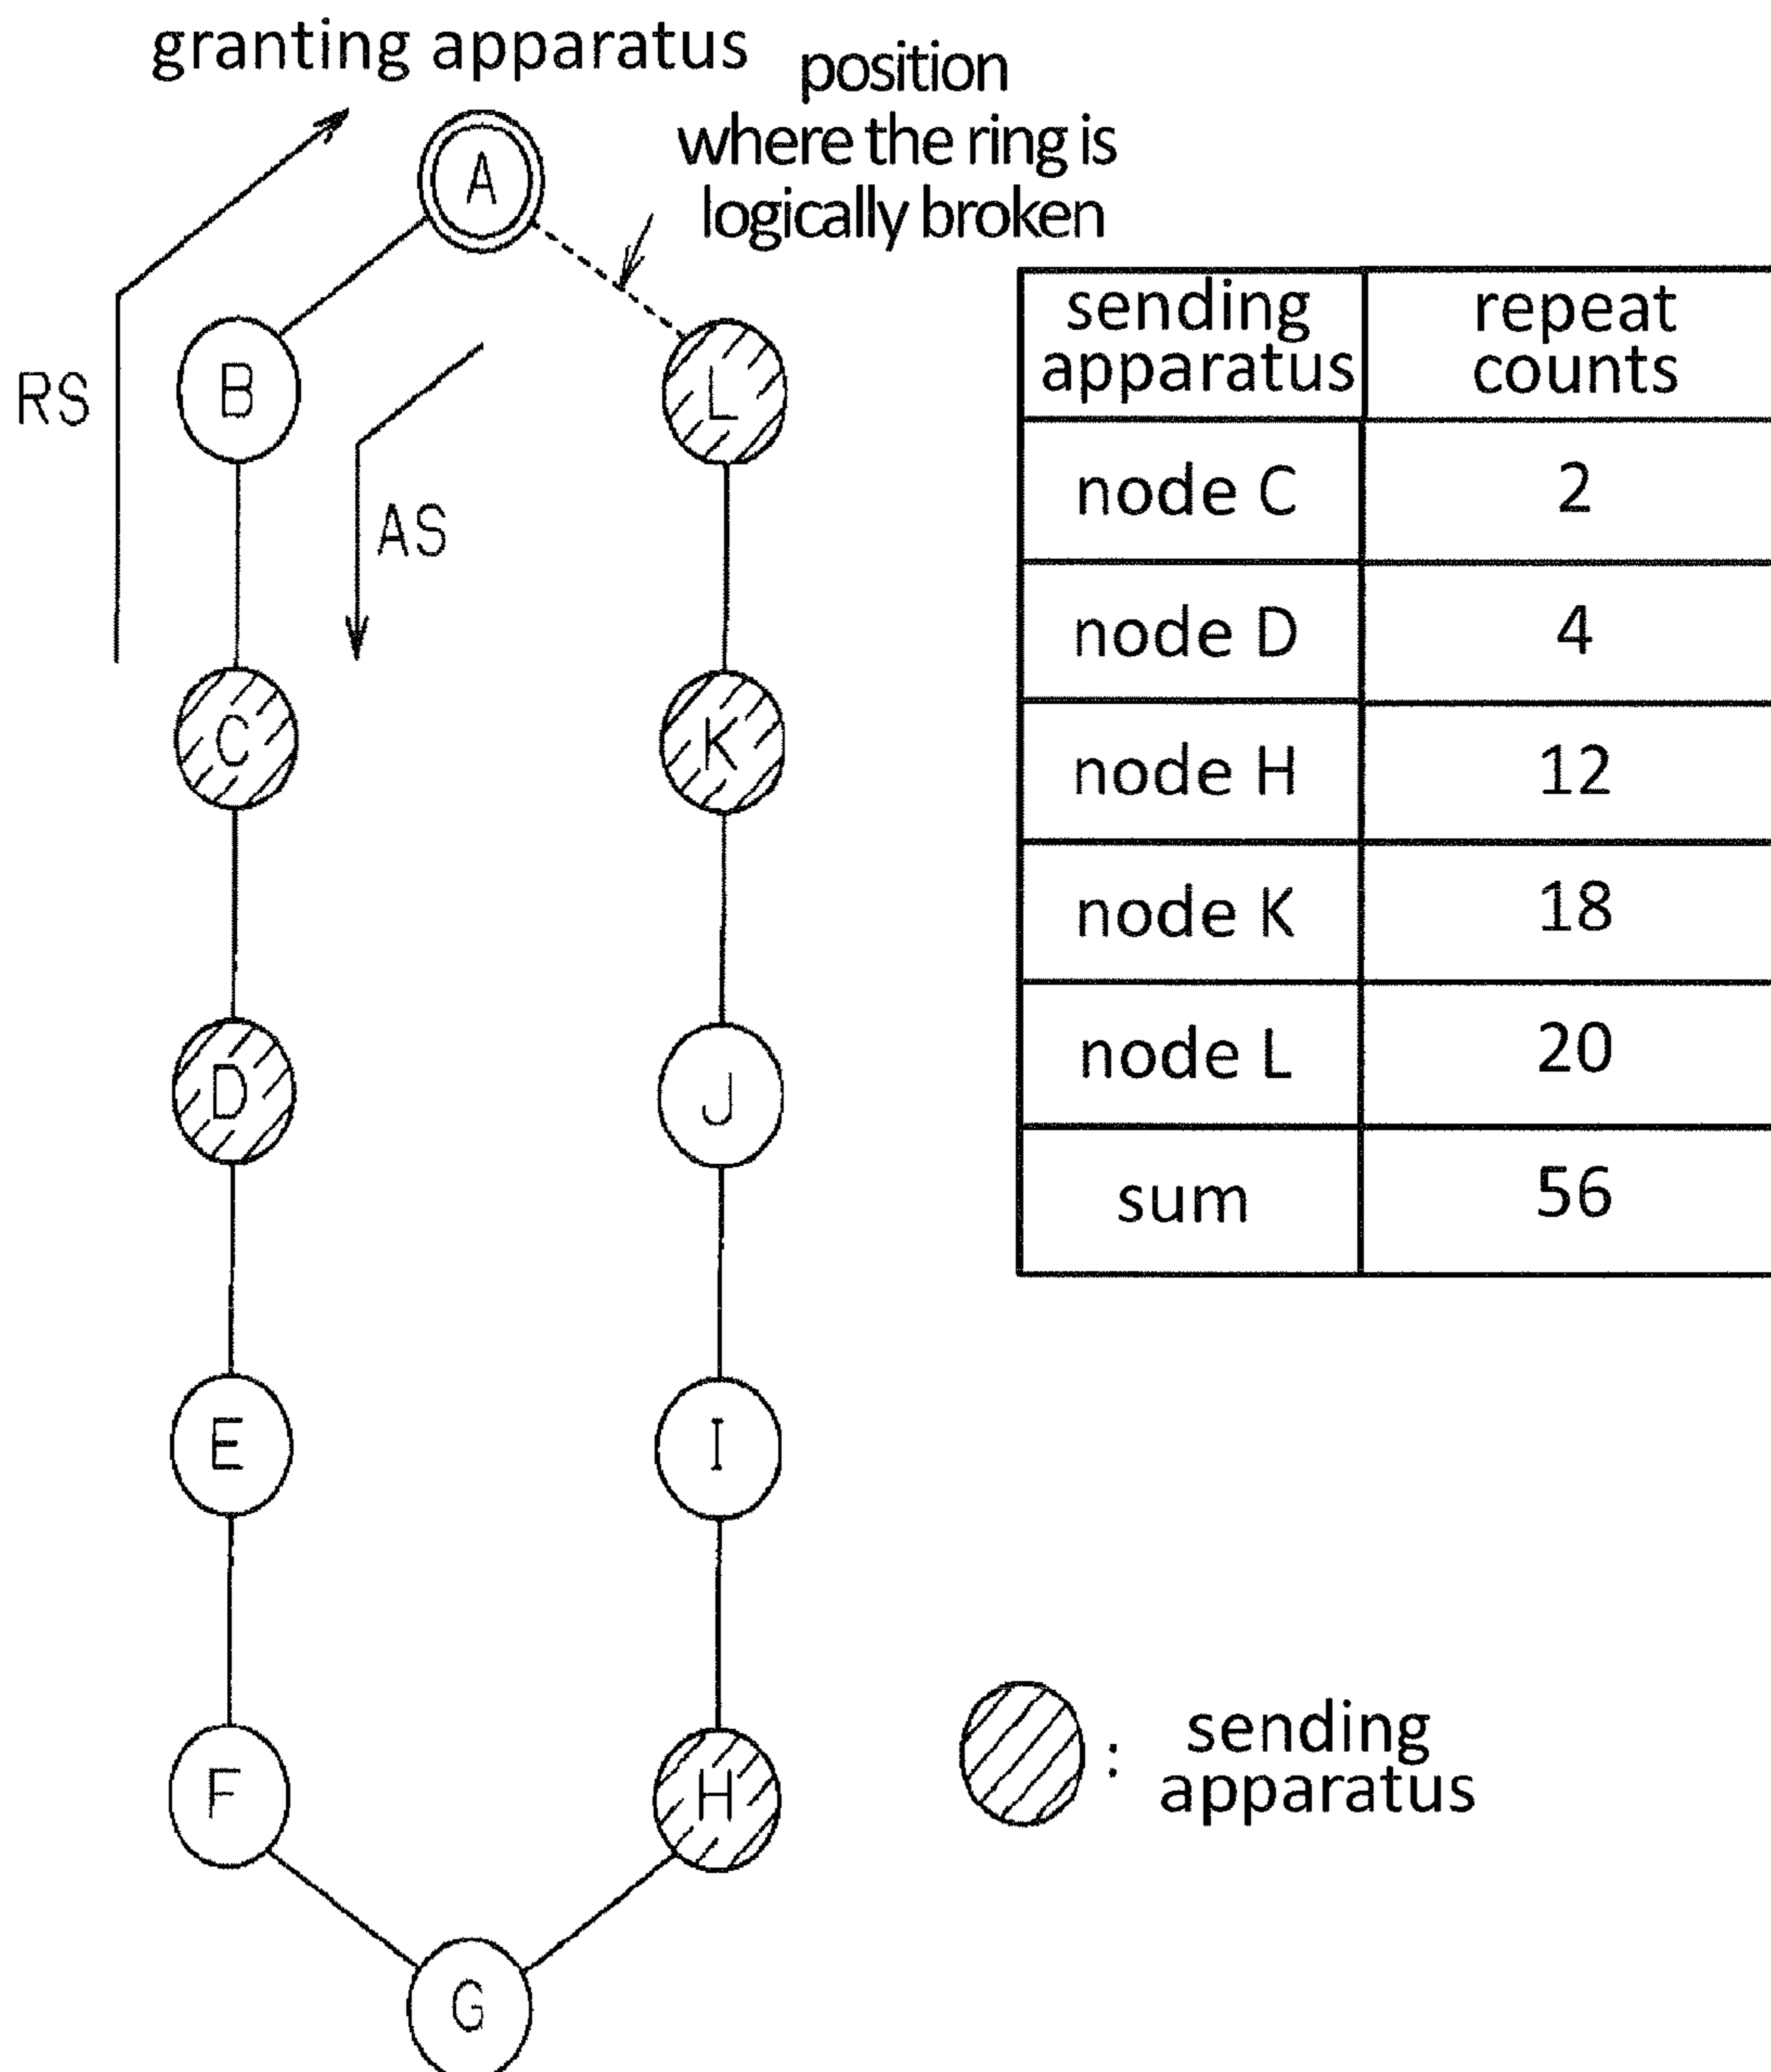 granting apparatus
position
where the ring is
logically broken
A
RS
B
L
AS
C
K
D
J
E
I
F
H
G
sending apparatus repeat counts
node C 2
node D 4
node H 12
node K 18
node L 20
sum 56
: sending
apparatus